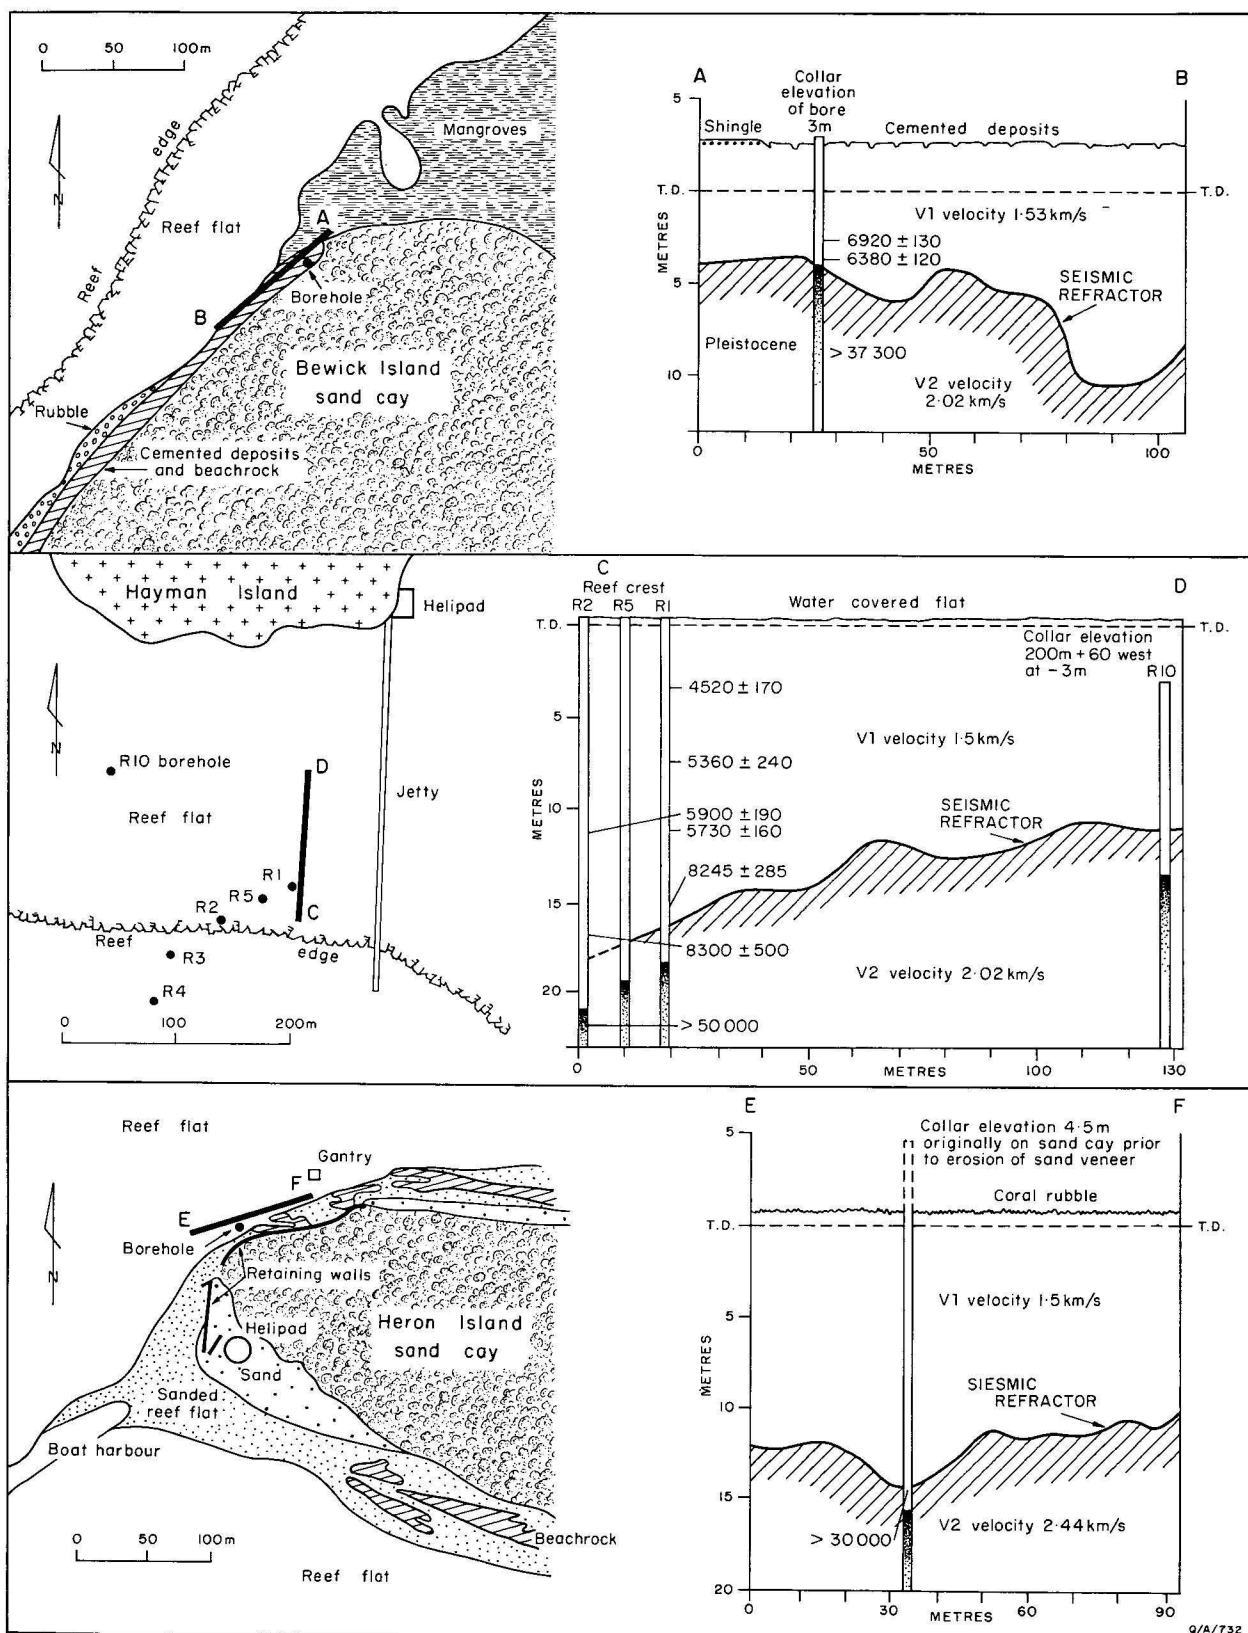 0 50 100m
N
edge
Reef
Reef flat
Mangroves
A
Borehole
B
Bewick Island
sand cay
Rubble
Cemented deposits
and beachrock
A
B
Collar
elevation
of bore
3m
5
Shingle
Cemented deposits
T.D.
T.D.
V1 velocity 1·53 km/s
METRES
6920 ± 130
6380 ± 120
5
SEISMIC
REFRACTOR
Pleistocene
> 37 300
10
V2 velocity
2·02 km/s
0 50 100
METRES
Hayman Island
Helipad
N
R10 borehole
D
Jetty
Reef flat
R1
R5
R2
C
Reef
edge
R3
R4
0 100 200m
C
D
Reef crest
R2 R5 R1
Water covered flat
T.D.
T.D.
Collar elevation
200m + 60 west
at - 3m
R10
4520 ± 170
5
V1 velocity 1·5 km/s
5360 ± 240
METRES
10
5900 ± 190
5730 ± 160
SEISMIC
REFRACTOR
8245 ± 285
15
8300 ± 500
V2 velocity 2·02 km/s
20
> 50 000
0 50 100 130
METRES
Reef flat
Gantry
F
E
N
Borehole
Retaining walls
Helipad
Heron Island
sand cay
Sand
Sanded
reef flat
Boat harbour
0 50 100m
Beachrock
Reef flat
E
F
Collar elevation 4·5m
originally on sand cay prior
to erosion of sand veneer
5
Coral rubble
T.D.
T.D.
V1 velocity 1·5 km/s
5
METRES
SIESMIC
REFRACTOR
10
15
> 30 000
V2 velocity 2·44 km/s
20
0 30 60 90
METRES
Q/A/732